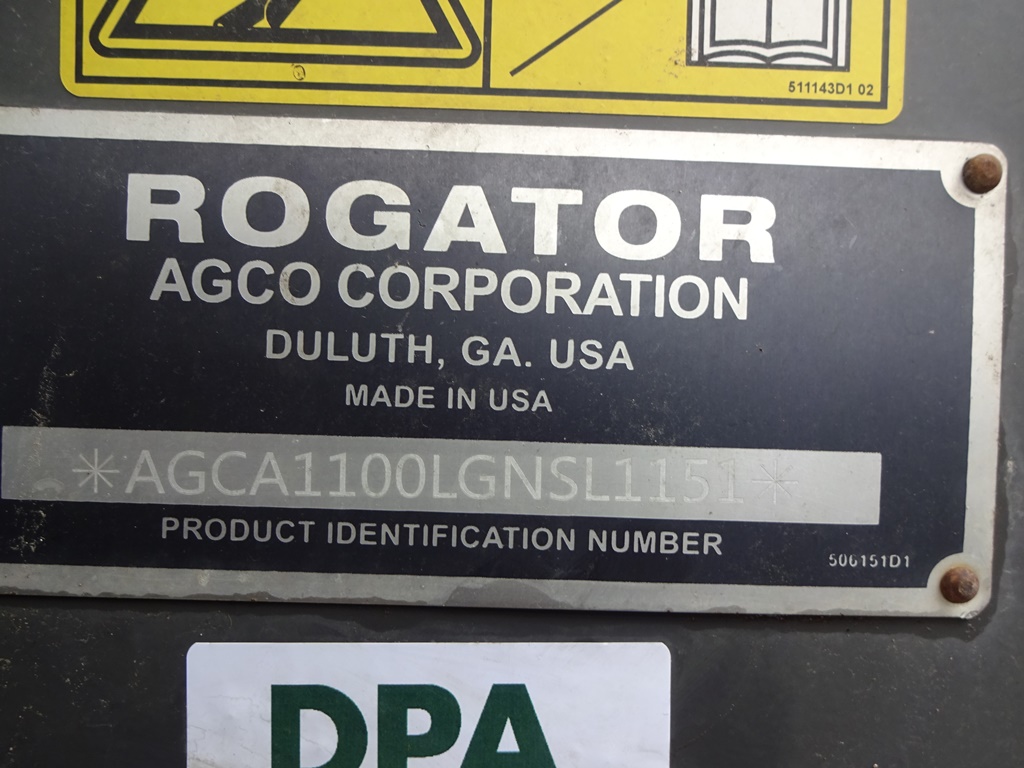 511143D1 02
ROGATOR
AGCO CORPORATION
DULUTH, GA. USA
MADE IN USA
*AGCA1100LGNSL1151*
PRODUCT IDENTIFICATION NUMBER
506151D1
DPA